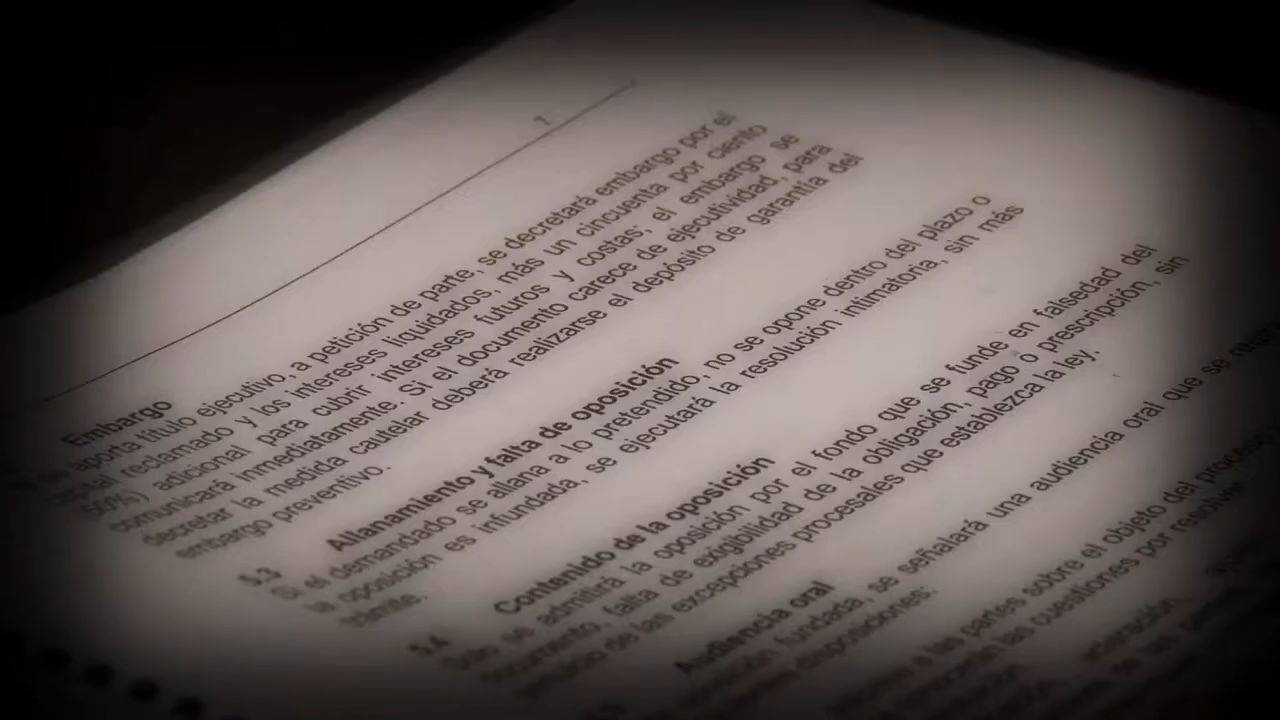 7
Embargo
aporta título ejecutivo, a petición de parte, se decretará embargo por el
capital reclamado y los intereses liquidados, más un cincuenta por ciento
50%) adicional para cubrir intereses futuros y costas; el embargo se
comunicará inmediatamente. Si el documento carece de ejecutividad, para
decretar la medida cautelar deberá realizarse el depósito de garantía del
embargo preventivo.
5.3 Allanamiento y falta de oposición
Si el demandado se allana a lo pretendido, no se opone dentro del plazo o
la oposición es infundada, se ejecutará la resolución intimatoria, sin más
trámite.
5.4 Contenido de la oposición
Sólo se admitirá la oposición por el fondo que se funde en falsedad del
documento, falta de exigibilidad de la obligación, pago o prescripción, sin
perjuicio de las excepciones procesales que establezca la ley.
Audiencia oral
oposición fundada, se señalará una audiencia oral que se
disposiciones:
a las partes sobre el objeto del proceso
las cuestiones por resolver